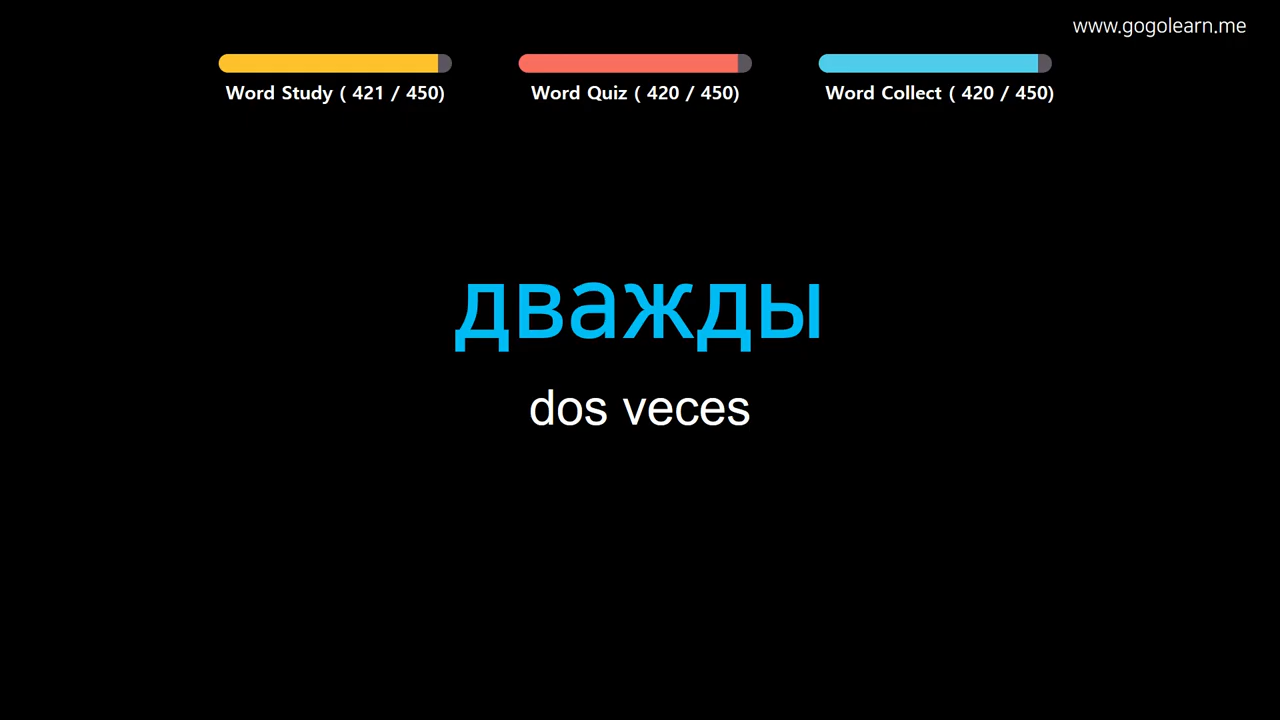 www.gogolearn.me
Word Study ( 421 / 450)
Word Quiz ( 420 / 450)
Word Collect ( 420 / 450)
дважды
dos veces